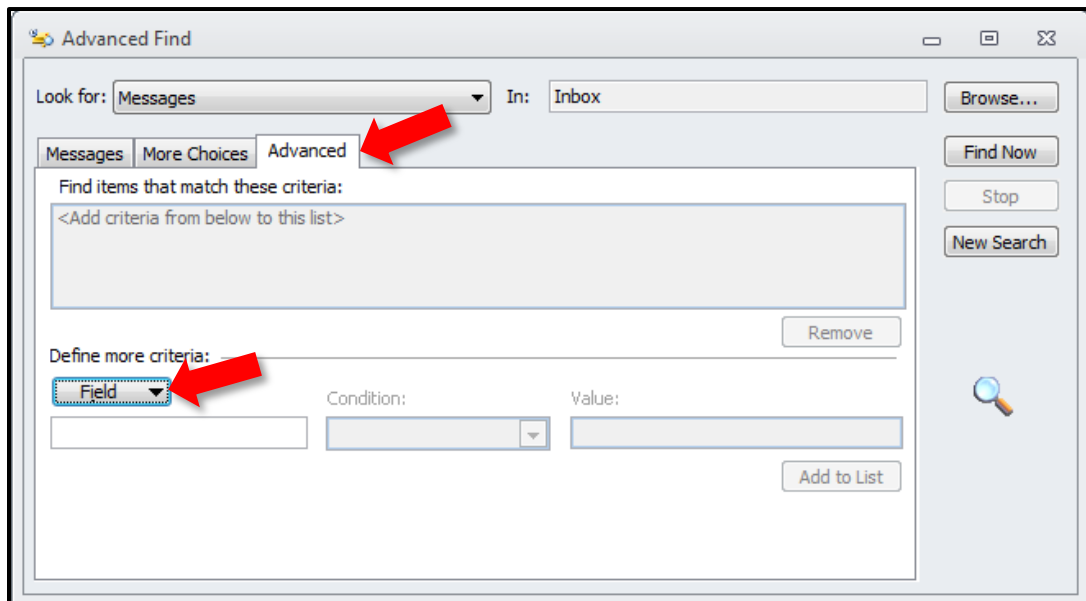 Advanced Find
Look for: Messages In: Inbox Browse...
Messages More Choices Advanced Find Now
Find items that match these criteria:
<Add criteria from below to this list>
Stop
New Search
Remove
Define more criteria:
Field Condition: Value:
Add to List